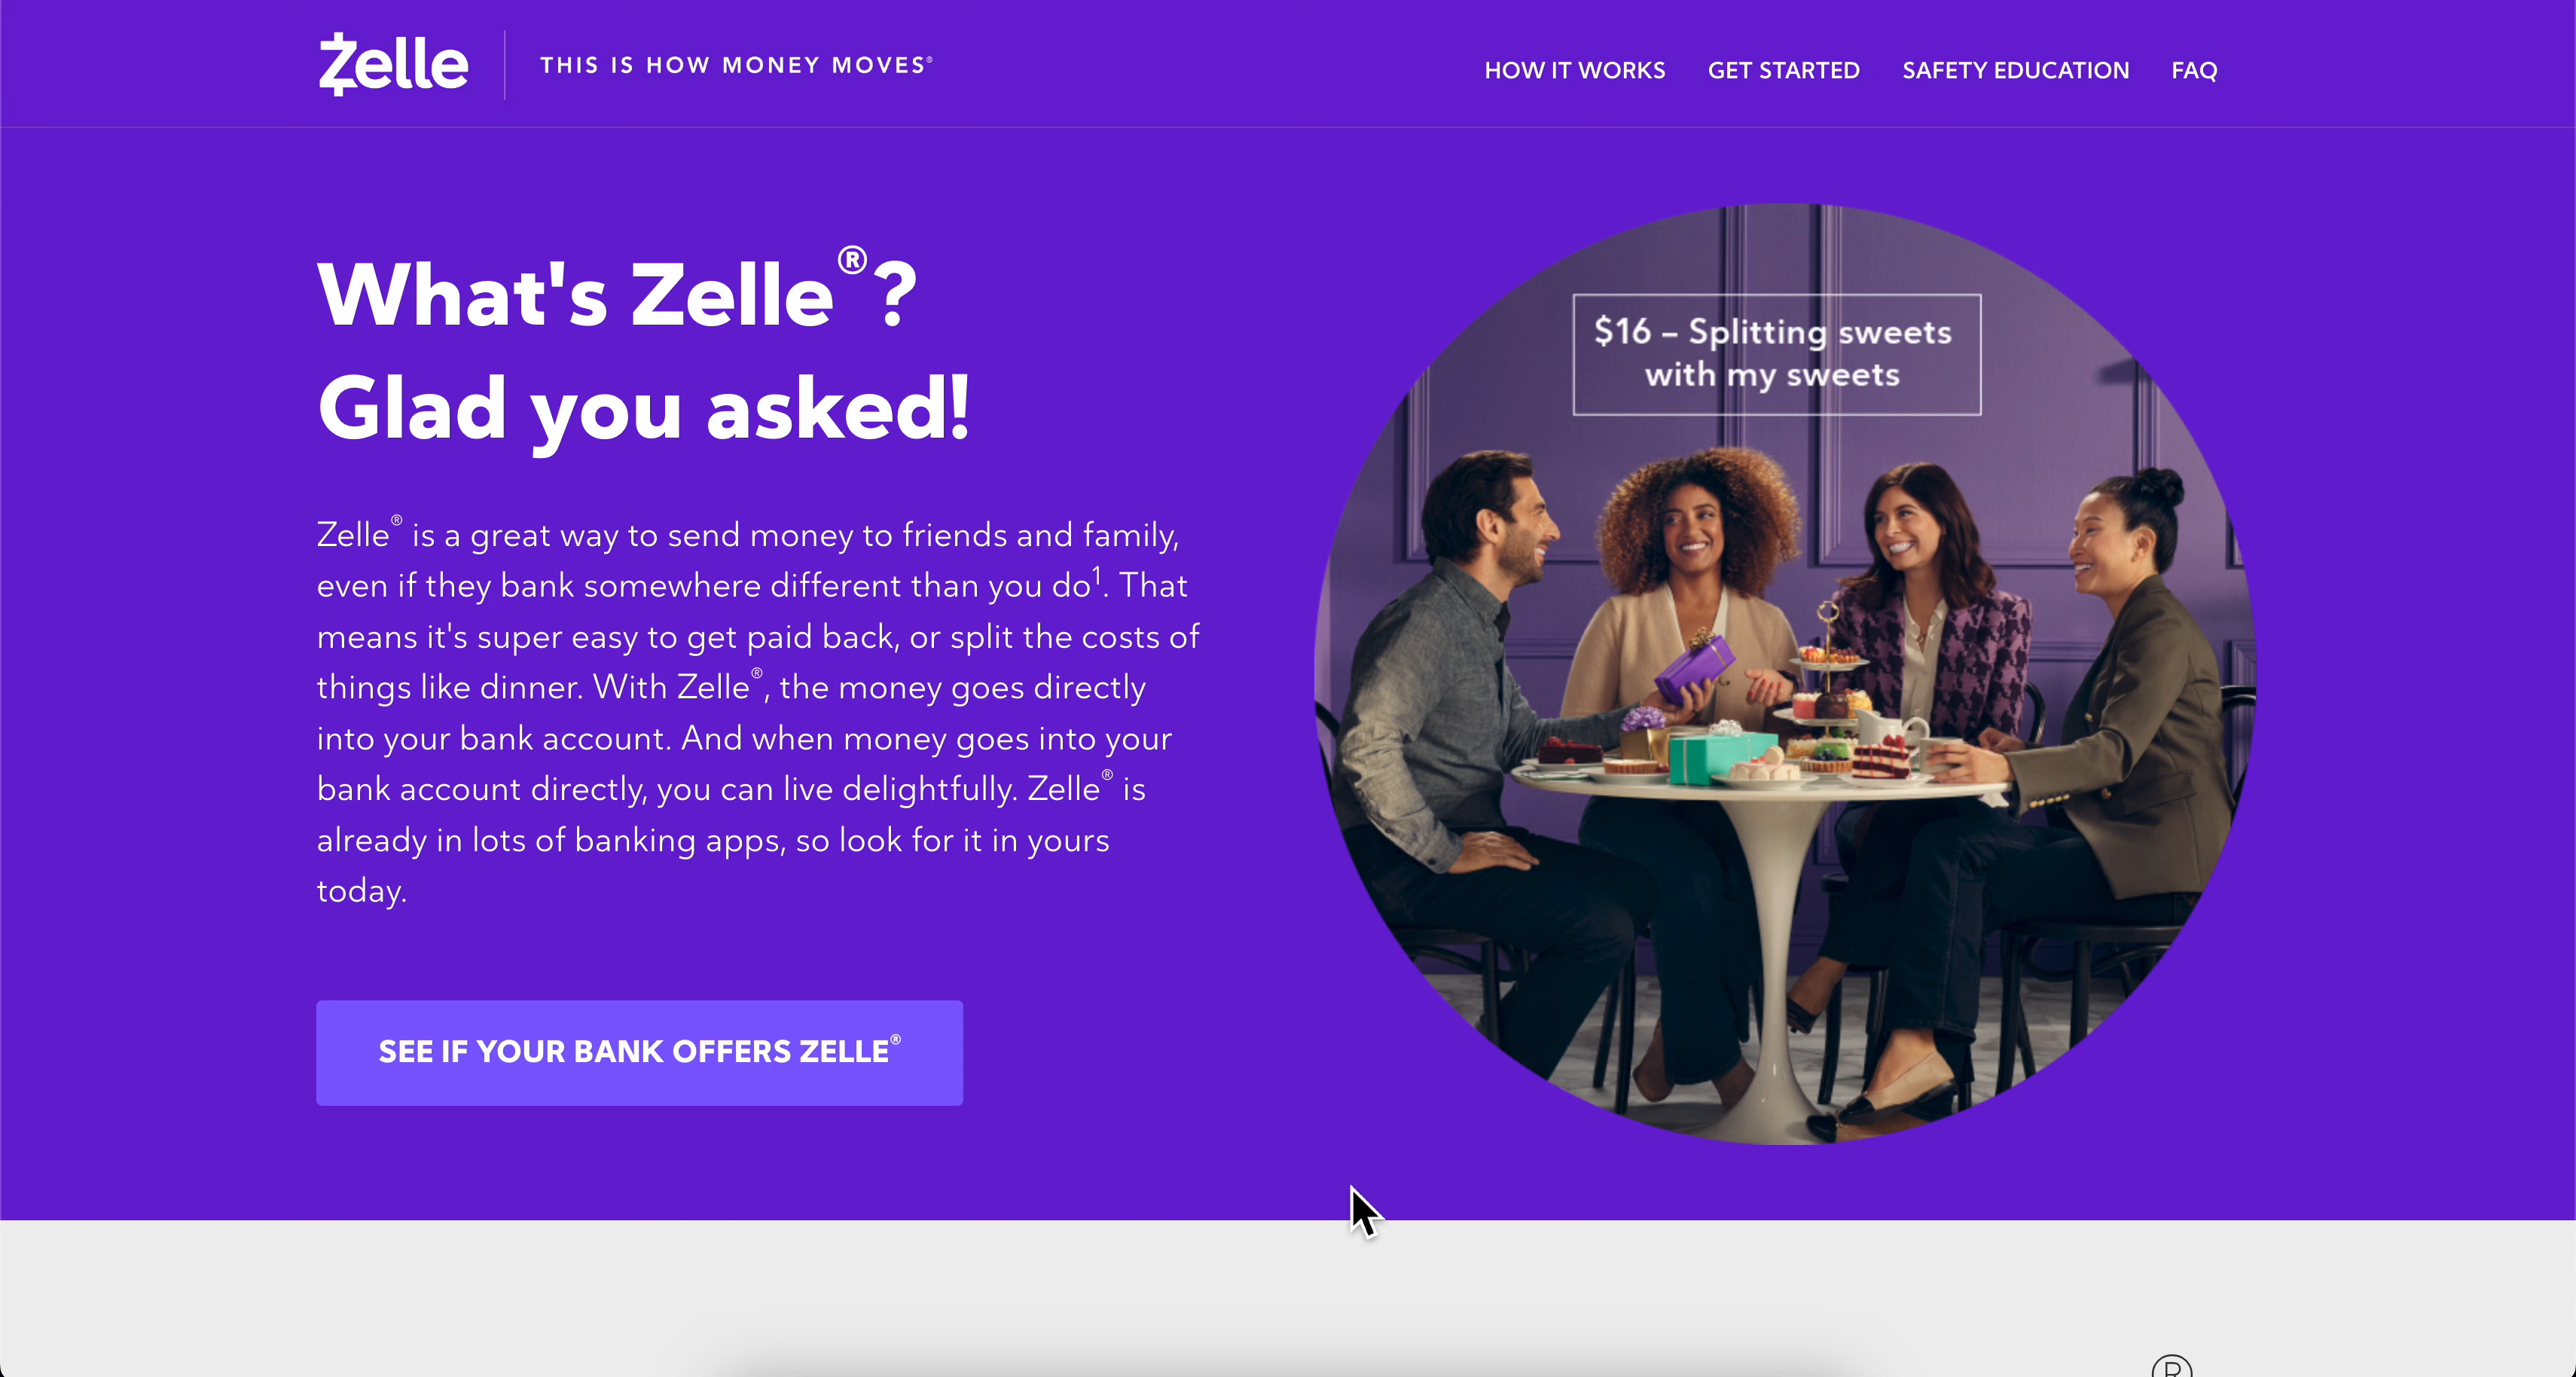 Zelle
THIS IS HOW MONEY MOVES®
HOW IT WORKS
GET STARTED
SAFETY EDUCATION
FAQ
What's Zelle®?
Glad you asked!
Zelle® is a great way to send money to friends and family,
even if they bank somewhere different than you do¹. That
means it's super easy to get paid back, or split the costs of
things like dinner. With Zelle®, the money goes directly
into your bank account. And when money goes into your
bank account directly, you can live delightfully. Zelle® is
already in lots of banking apps, so look for it in yours
today.
SEE IF YOUR BANK OFFERS ZELLE®
$16 – Splitting sweets
with my sweets
®